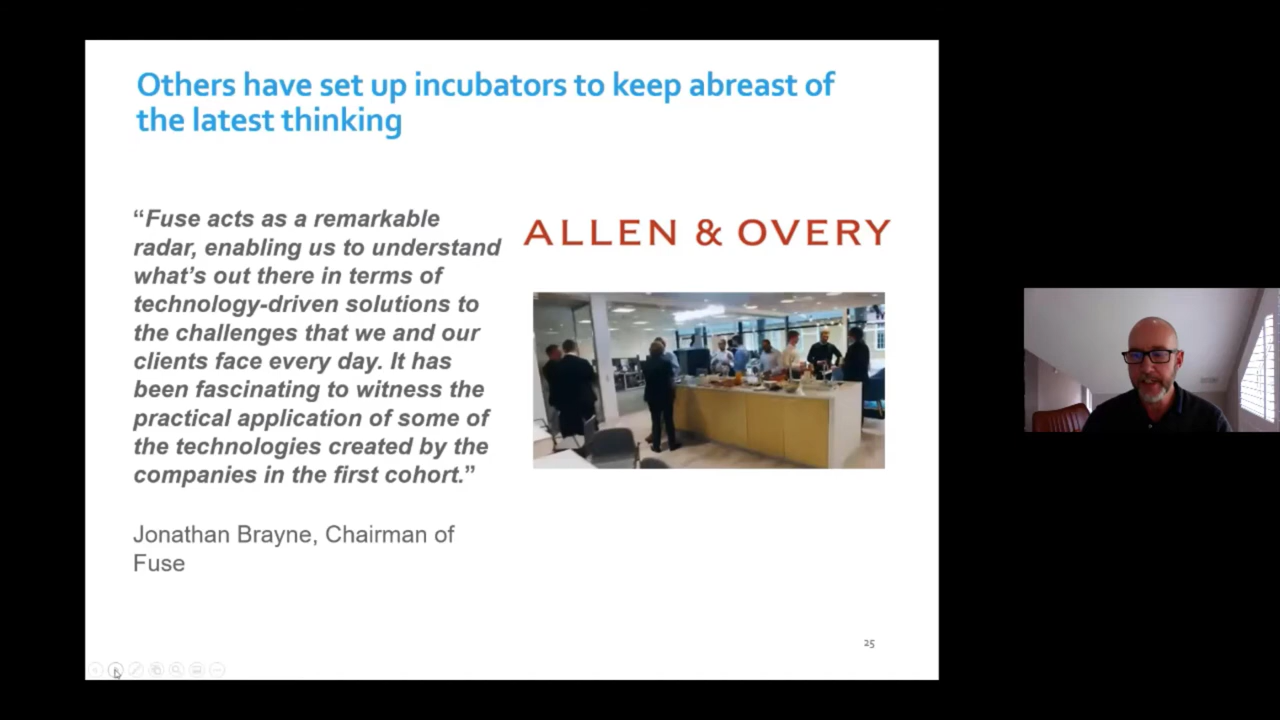 Others have set up incubators to keep abreast of
the latest thinking
“Fuse acts as a remarkable
radar, enabling us to understand
what’s out there in terms of
technology-driven solutions to
the challenges that we and our
clients face every day. It has
been fascinating to witness the
practical application of some of
the technologies created by the
companies in the first cohort.”
Jonathan Brayne, Chairman of
Fuse
ALLEN & OVERY
25